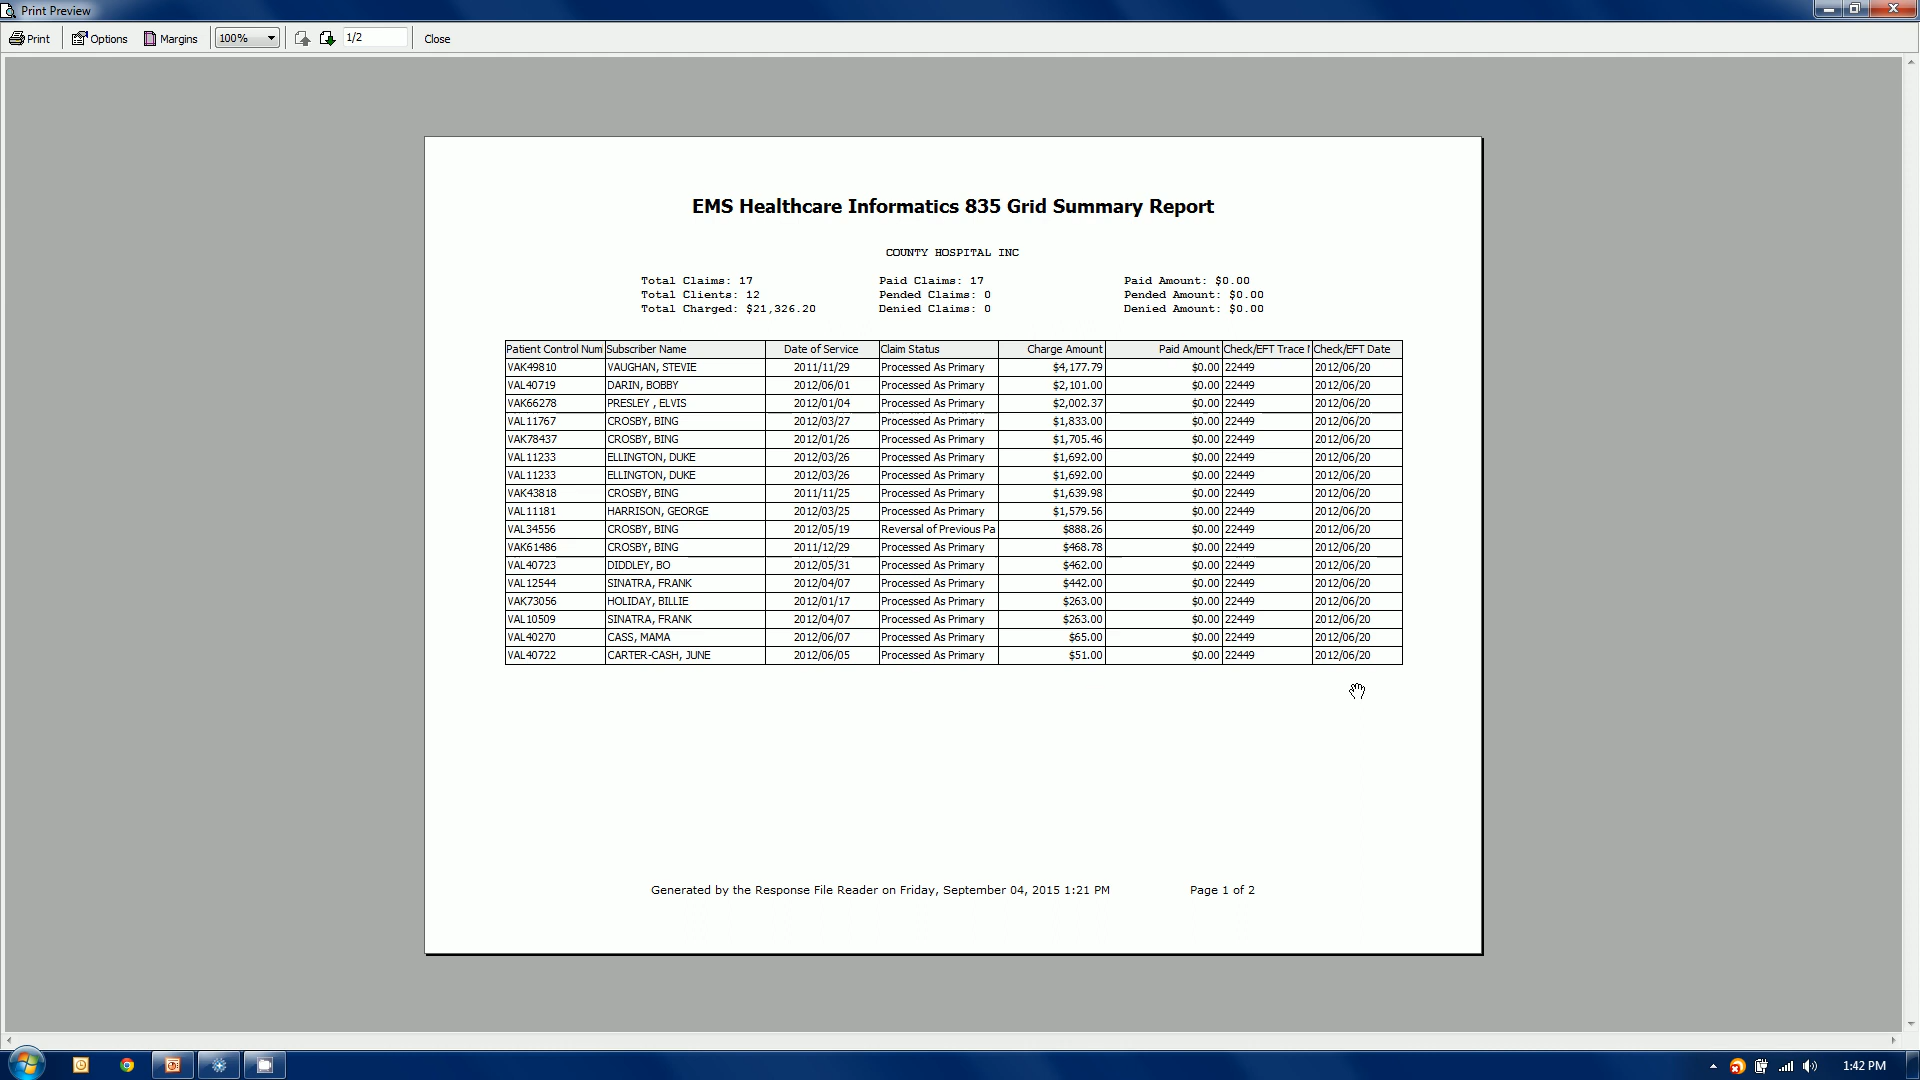 Print Preview
Print Options Margins 100% 1/2 Close
EMS Healthcare Informatics 835 Grid Summary Report
COUNTY HOSPITAL INC
Total Claims: 17 Paid Claims: 17 Paid Amount: $0.00
Total Clients: 12 Pended Claims: 0 Pended Amount: $0.00
Total Charged: $21,326.20 Denied Claims: 0 Denied Amount: $0.00
Patient Control Num Subscriber Name Date of Service Claim Status Charge Amount Paid Amount Check/EFT Trace Check/EFT Date
VAK49810 VAUGHAN, STEVIE 2011/11/29 Processed As Primary $4,177.79 $0.00 22449 2012/06/20
VAL40719 DARIN, BOBBY 2012/06/01 Processed As Primary $2,101.00 $0.00 22449 2012/06/20
VAK66278 PRESLEY , ELVIS 2012/01/04 Processed As Primary $2,002.37 $0.00 22449 2012/06/20
VAL11767 CROSBY, BING 2012/03/27 Processed As Primary $1,833.00 $0.00 22449 2012/06/20
VAK78437 CROSBY, BING 2012/01/26 Processed As Primary $1,705.46 $0.00 22449 2012/06/20
VAL11233 ELLINGTON, DUKE 2012/03/26 Processed As Primary $1,692.00 $0.00 22449 2012/06/20
VAL11233 ELLINGTON, DUKE 2012/03/26 Processed As Primary $1,692.00 $0.00 22449 2012/06/20
VAK43818 CROSBY, BING 2011/11/25 Processed As Primary $1,639.98 $0.00 22449 2012/06/20
VAL11181 HARRISON, GEORGE 2012/03/25 Processed As Primary $1,579.56 $0.00 22449 2012/06/20
VAL34556 CROSBY, BING 2012/05/19 Reversal of Previous Pa $888.26 $0.00 22449 2012/06/20
VAK61486 CROSBY, BING 2011/12/29 Processed As Primary $468.78 $0.00 22449 2012/06/20
VAL40723 DIDDLEY, BO 2012/05/31 Processed As Primary $462.00 $0.00 22449 2012/06/20
VAL12544 SINATRA, FRANK 2012/04/07 Processed As Primary $442.00 $0.00 22449 2012/06/20
VAK73056 HOLIDAY, BILLIE 2012/01/17 Processed As Primary $263.00 $0.00 22449 2012/06/20
VAL10509 SINATRA, FRANK 2012/04/07 Processed As Primary $263.00 $0.00 22449 2012/06/20
VAL40270 CASS, MAMA 2012/06/07 Processed As Primary $65.00 $0.00 22449 2012/06/20
VAL40722 CARTER-CASH, JUNE 2012/06/05 Processed As Primary $51.00 $0.00 22449 2012/06/20
Generated by the Response File Reader on Friday, September 04, 2015 1:21 PM Page 1 of 2
1:42 PM